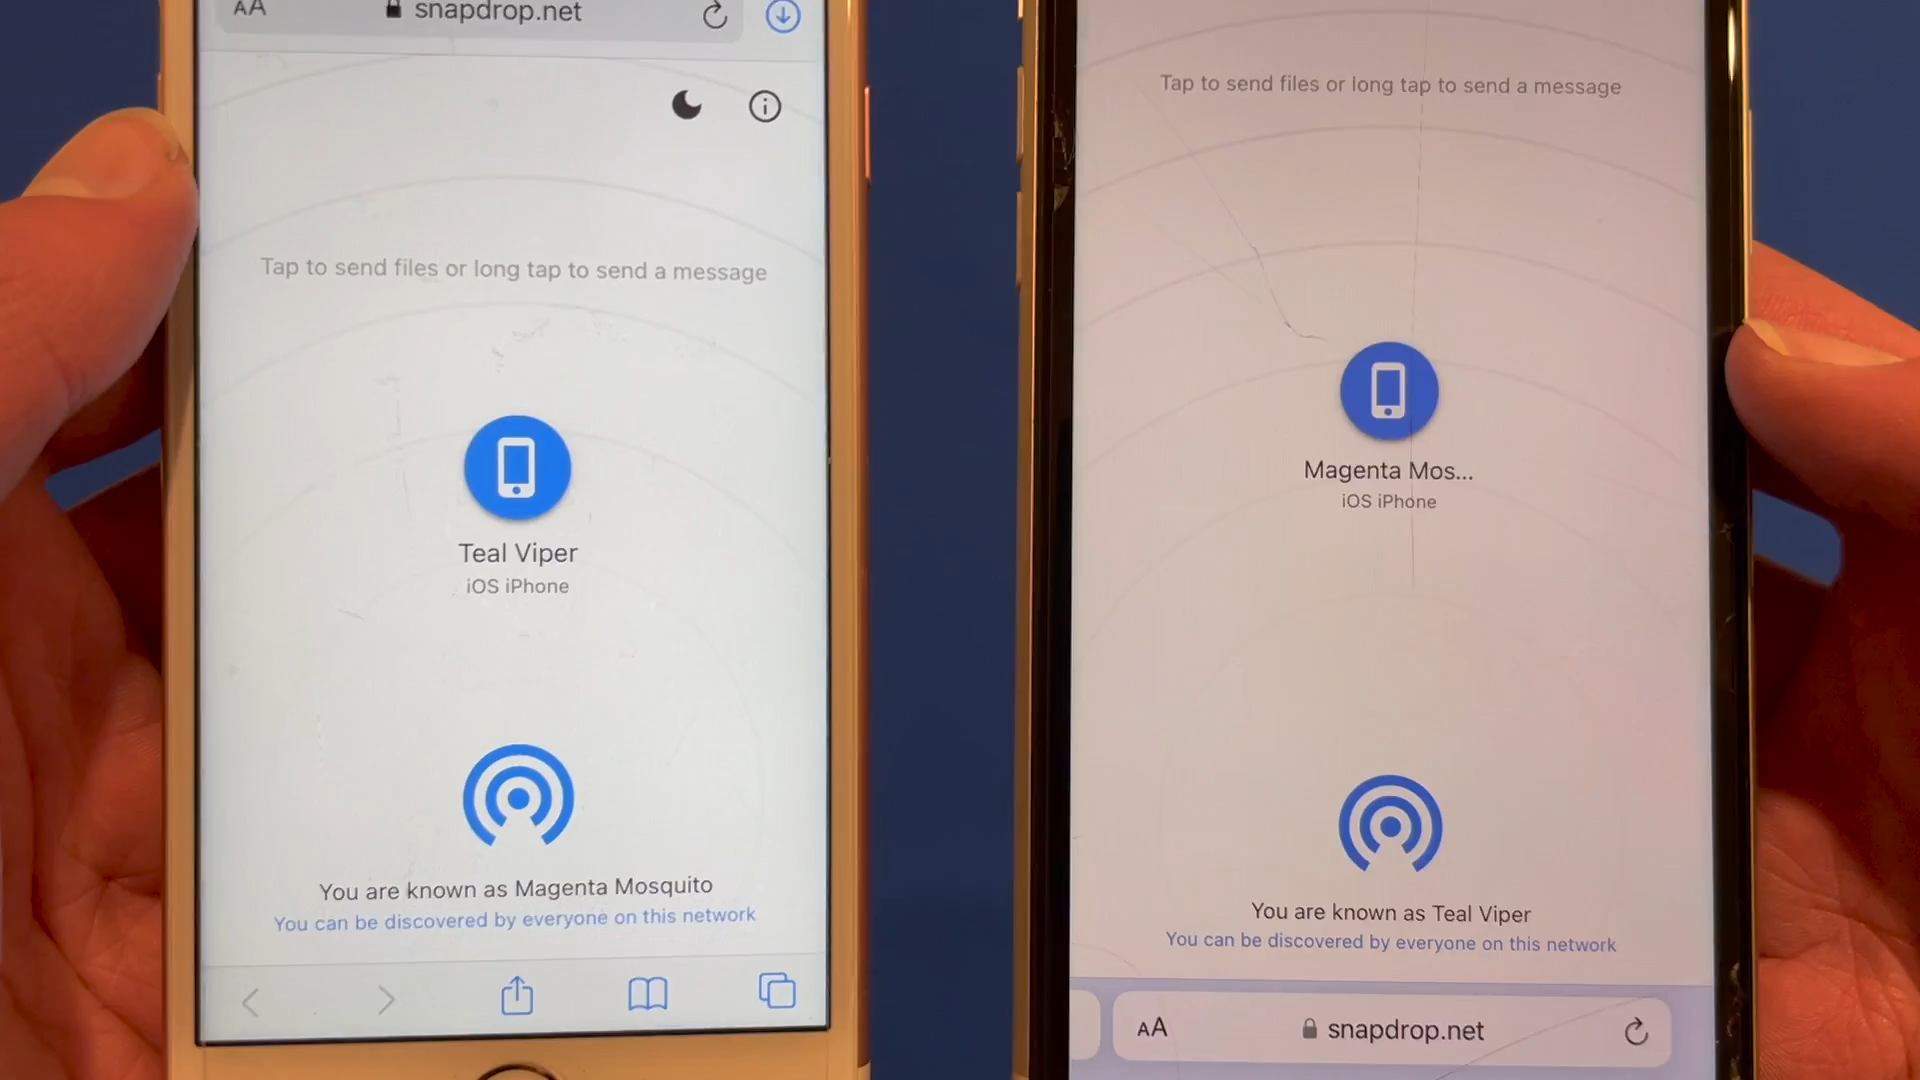 AA snapdrop.net
Tap to send files or long tap to send a message
Teal Viper
iOS iPhone
You are known as Magenta Mosquito
You can be discovered by everyone on this network
Tap to send files or long tap to send a message
Magenta Mos...
iOS iPhone
You are known as Teal Viper
You can be discovered by everyone on this network
AA snapdrop.net